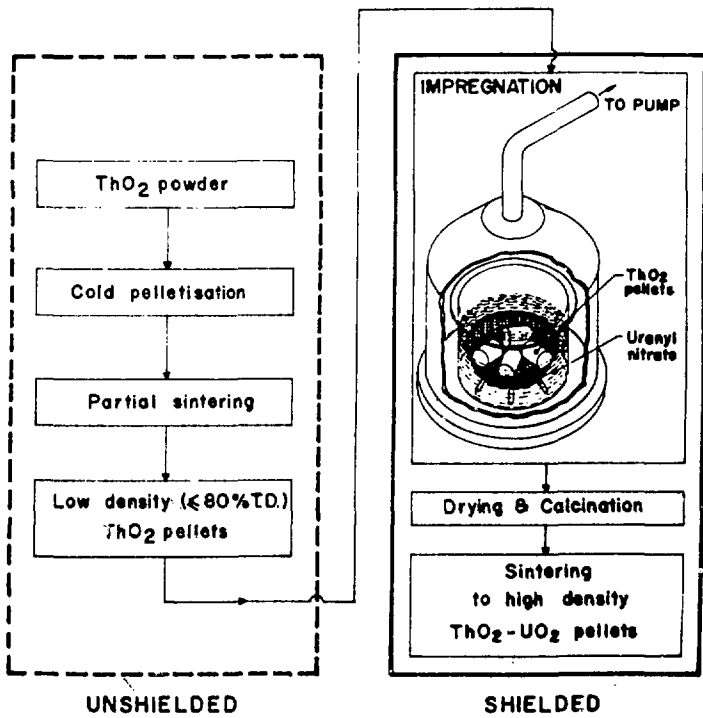 ThO₂ powder
Cold pelletisation
Partial sintering
Low density (⩽80%T.D.)
ThO₂ pellets
UNSHIELDED
IMPREGNATION
TO PUMP
ThO₂
pellets
Uranyl
nitrate
Drying & Calcination
Sintering
to high density
ThO₂-UO₂ pellets
SHIELDED